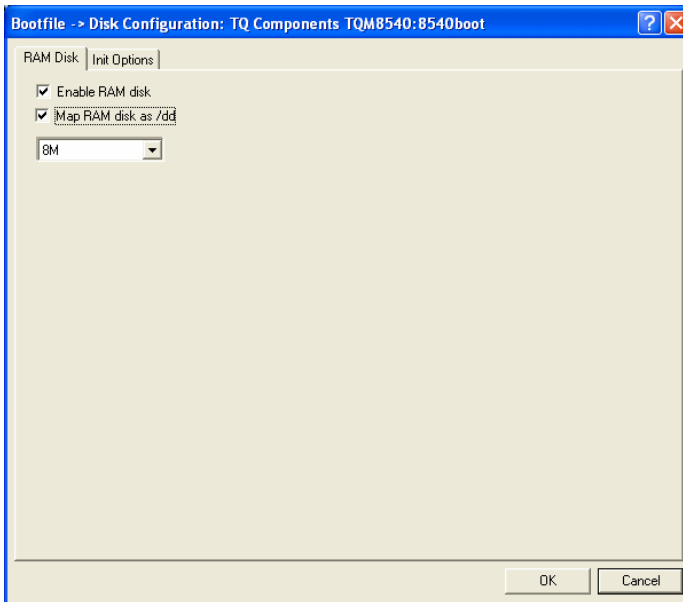 Bootfile -> Disk Configuration: TQ Components TQM8540:8540boot
RAM Disk Init Options
Enable RAM disk
Map RAM disk as /dd
8M
OK Cancel